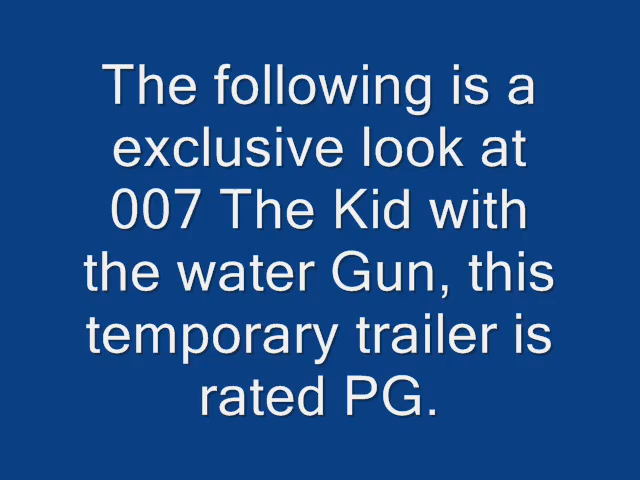 The following is a
exclusive look at
007 The Kid with
the water Gun, this
temporary trailer is
rated PG.